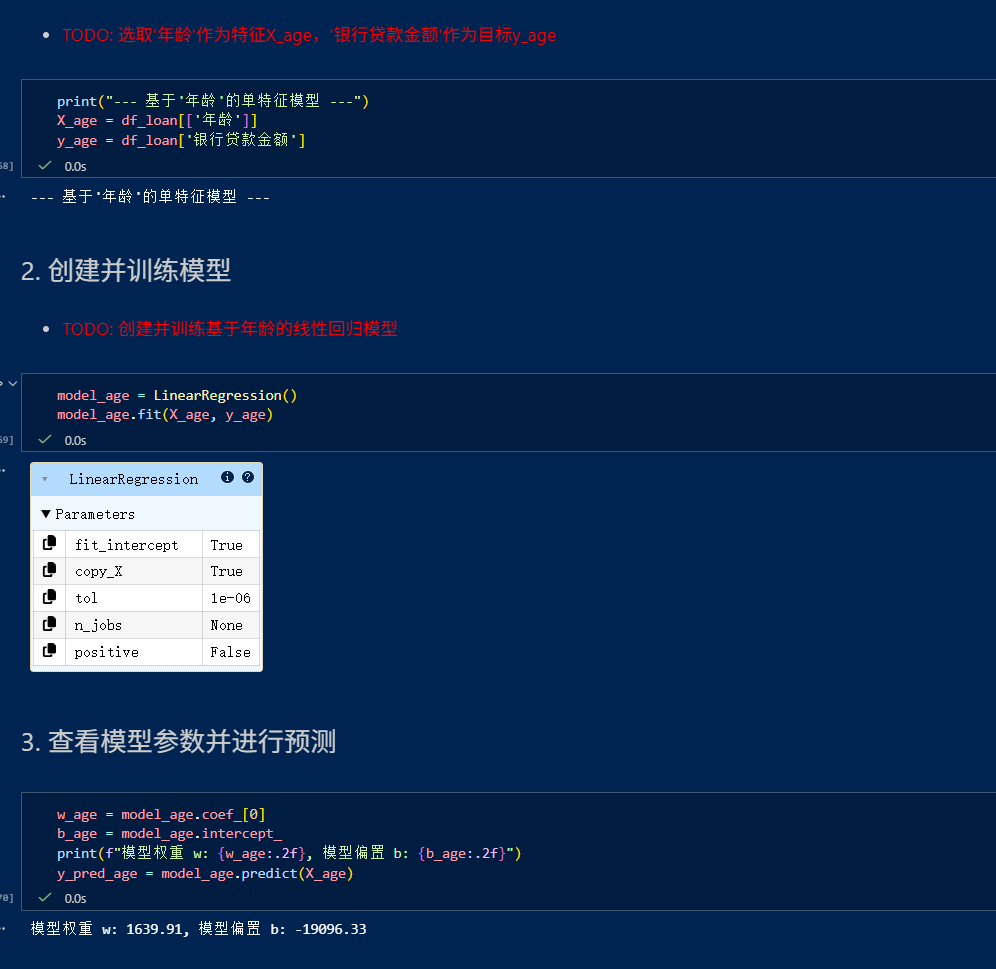 TODO: 选取'年龄'作为特征X_age，'银行贷款金额'作为目标y_age
print("--- 基于'年龄'的单特征模型 ---")
X_age = df_loan[['年龄']]
y_age = df_loan['银行贷款金额']
68]
0.0s
--- 基于'年龄'的单特征模型 ---
2. 创建并训练模型
TODO: 创建并训练基于年龄的线性回归模型
model_age = LinearRegression()
model_age.fit(X_age, y_age)
69]
0.0s
LinearRegression
Parameters
fit_intercept True
copy_X True
tol 1e-06
n_jobs None
positive False
3. 查看模型参数并进行预测
w_age = model_age.coef_[0]
b_age = model_age.intercept_
print(f"模型权重 w: {w_age:.2f}, 模型偏置 b: {b_age:.2f}")
y_pred_age = model_age.predict(X_age)
70]
0.0s
模型权重 w: 1639.91, 模型偏置 b: -19096.33